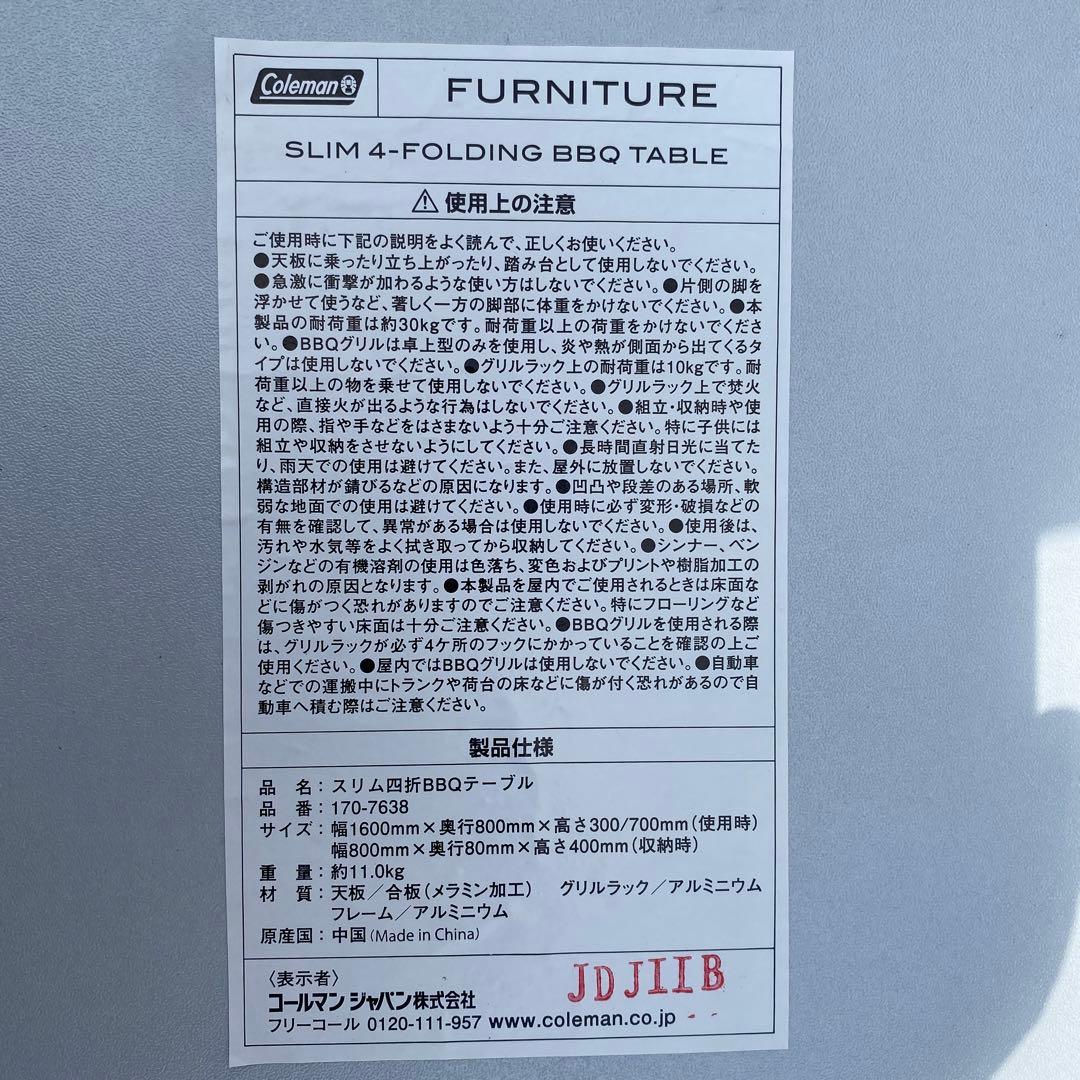 Coleman
FURNITURE
SLIM 4-FOLDING BBQ TABLE
⚠ 使用上の注意
ご使用時に下記の説明をよく読んで、正しくお使いください。
●天板に乗ったり立ち上がったり、踏み台として使用しないでください。
●急激に衝撃が加わるような使い方はしないでください。●片側の脚を
浮かせて使うなど、著しく一方の脚部に体重をかけないでください。●本
製品の耐荷重は約30kgです。耐荷重以上の荷重をかけないでくださ
い。●BBQグリルは卓上型のみを使用し、炎や熱が側面から出てくるタ
イプは使用しないでください。●グリルラック上の耐荷重は10kgです。耐
荷重以上の物を乗せて使用しないでください。●グリルラック上で焚火
など、直接火が出るような行為はしないでください。●組立・収納時や使
用の際、指や手などをはさまないよう十分ご注意ください。特に子供には
組立や収納をさせないようにしてください。●長時間直射日光に当てた
り、雨天での使用は避けてください。また、屋外に放置しないでください。
構造部材が錆びるなどの原因になります。●凹凸や段差のある場所、軟
弱な地面での使用は避けてください。●使用時に必ず変形・破損などの
有無を確認して、異常がある場合は使用しないでください。●使用後は、
汚れや水気等をよく拭き取ってから収納してください。●シンナー、ベン
ジンなどの有機溶剤の使用は色落ち、変色およびプリントや樹脂加工の
剥がれの原因となります。●本製品を屋内でご使用されるときは床面な
どに傷がつく恐れがありますのでご注意ください。特にフローリングなど
傷つきやすい床面は十分ご注意ください。●BBQグリルを使用される際
は、グリルラックが必ず4ケ所のフックにかかっていることを確認の上ご
使用ください。●屋内ではBBQグリルは使用しないでください。●自動車
などでの運搬中にトランクや荷台の床などに傷が付く恐れがあるので自
動車へ積む際はご注意ください。
製品仕様
品 名：スリム四折BBQテーブル
品 番：170-7638
サイズ：幅1600mm×奥行800mm×高さ300/700mm（使用時）
幅800mm×奥行80mm×高さ400mm（収納時）
重 量：約11.0kg
材 質：天板／合板（メラミン加工） グリルラック／アルミニウム
フレーム／アルミニウム
原産国：中国（Made in China）
〈表示者〉
コールマン ジャパン株式会社
フリーコール 0120-111-957 www.coleman.co.jp
JDJIIB